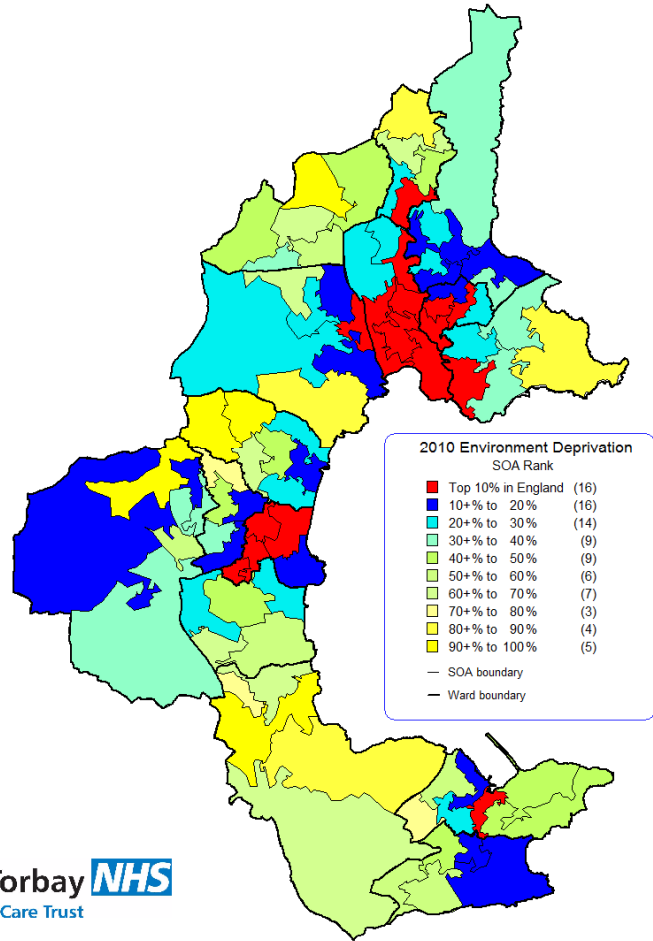 2010 Environment Deprivation
SOA Rank
Top 10% in England (16)
10+% to 20% (16)
20+% to 30% (14)
30+% to 40% (9)
40+% to 50% (9)
50+% to 60% (6)
60+% to 70% (7)
70+% to 80% (3)
80+% to 90% (4)
90+% to 100% (5)
SOA boundary
Ward boundary
orbay NHS
Care Trust